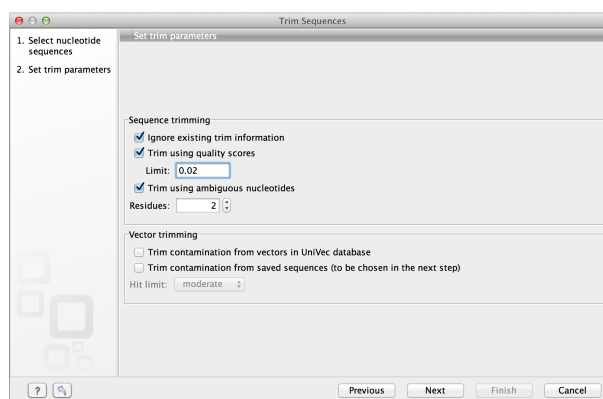 Trim Sequences
1. Select nucleotide
sequences
2. Set trim parameters
Set trim parameters
Sequence trimming
Ignore existing trim information
Trim using quality scores
Limit: 0.02
Trim using ambiguous nucleotides
Residues: 2
Vector trimming
Trim contamination from vectors in UniVec database
Trim contamination from saved sequences (to be chosen in the next step)
Hit limit: moderate
? Previous Next Finish Cancel